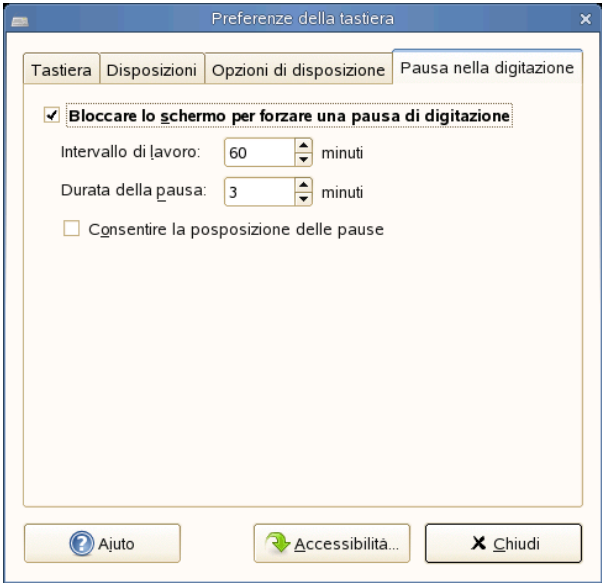 Preferenze della tastiera
Tastiera Disposizioni Opzioni di disposizione Pausa nella digitazione
Bloccare lo schermo per forzare una pausa di digitazione
Intervallo di lavoro: 60 minuti
Durata della pausa: 3 minuti
Consentire la posposizione delle pause
Aiuto Accessibilitá... Chiudi